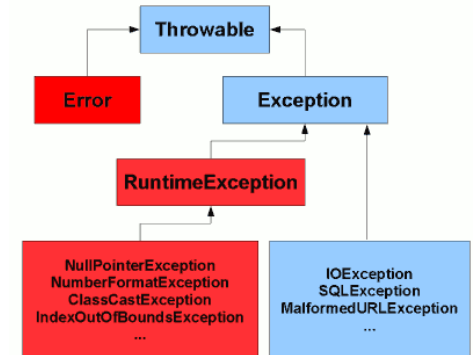 Throwable
Error
Exception
RuntimeException
NullPointerException
NumberFormatException
ClassCastException
IndexOutOfBoundsException
...
IOException
SQLException
MalformedURLException
...